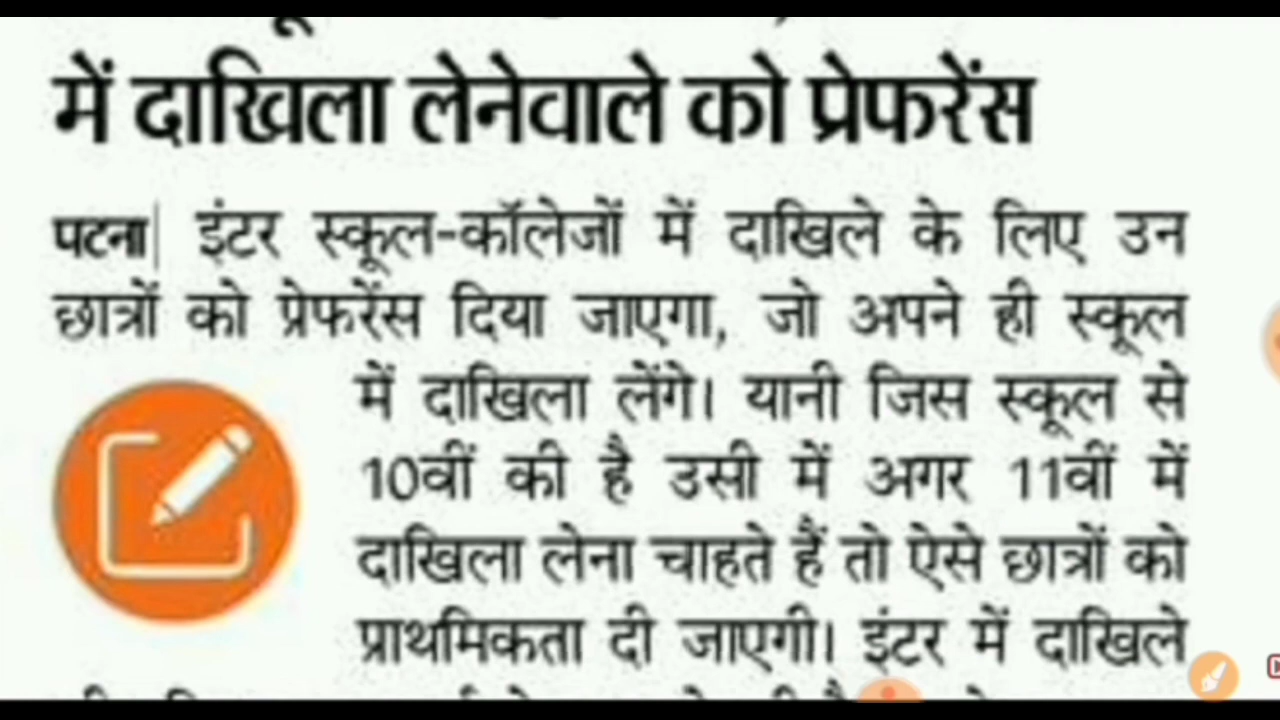 में दाखिला लेनेवाले को प्रेफरेंस
पटना| इंटर स्कूल-कॉलेजों में दाखिले के लिए उन
छात्रों को प्रेफरेंस दिया जाएगा, जो अपने ही स्कूल
में दाखिला लेंगे। यानी जिस स्कूल से
10वीं की है उसी में अगर 11वीं में
दाखिला लेना चाहते हैं तो ऐसे छात्रों को
प्राथमिकता दी जाएगी। इंटर में दाखिले